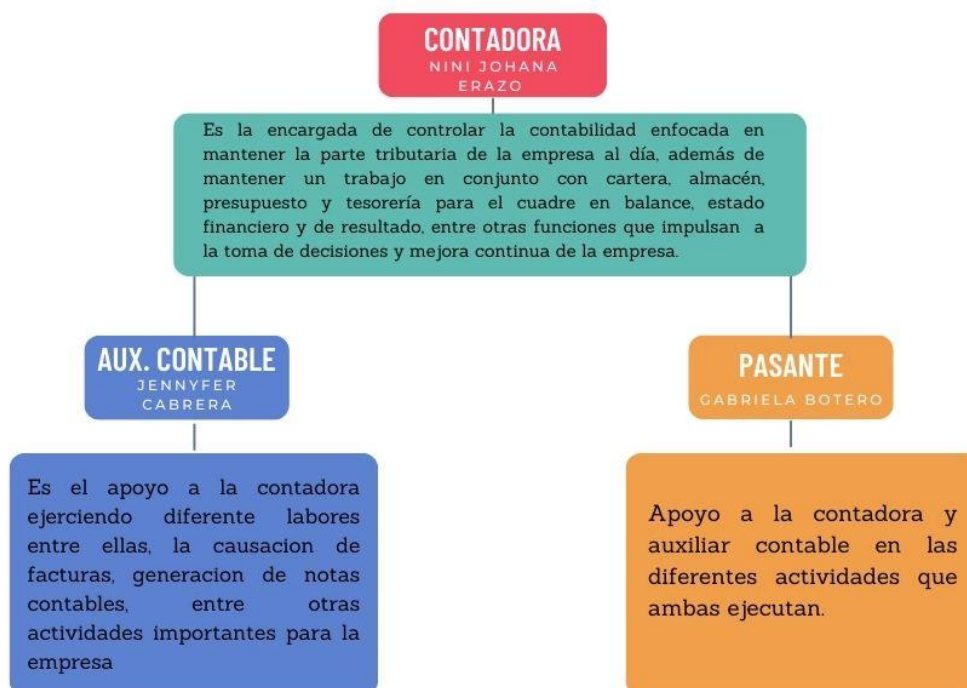 CONTADORA
NINI JOHANA
ERAZO
Es la encargada de controlar la contabilidad enfocada en
mantener la parte tributaria de la empresa al día, además de
mantener un trabajo en conjunto con cartera, almacén,
presupuesto y tesorería para el cuadre en balance, estado
financiero y de resultado, entre otras funciones que impulsan a
la toma de decisiones y mejora continua de la empresa.
AUX. CONTABLE
JENNYFER
CABRERA
Es el apoyo a la contadora
ejerciendo diferente labores
entre ellas, la causacion de
facturas, generacion de notas
contables, entre otras
actividades importantes para la
empresa
PASANTE
GABRIELA BOTERO
Apoyo a la contadora y
auxiliar contable en las
diferentes actividades que
ambas ejecutan.